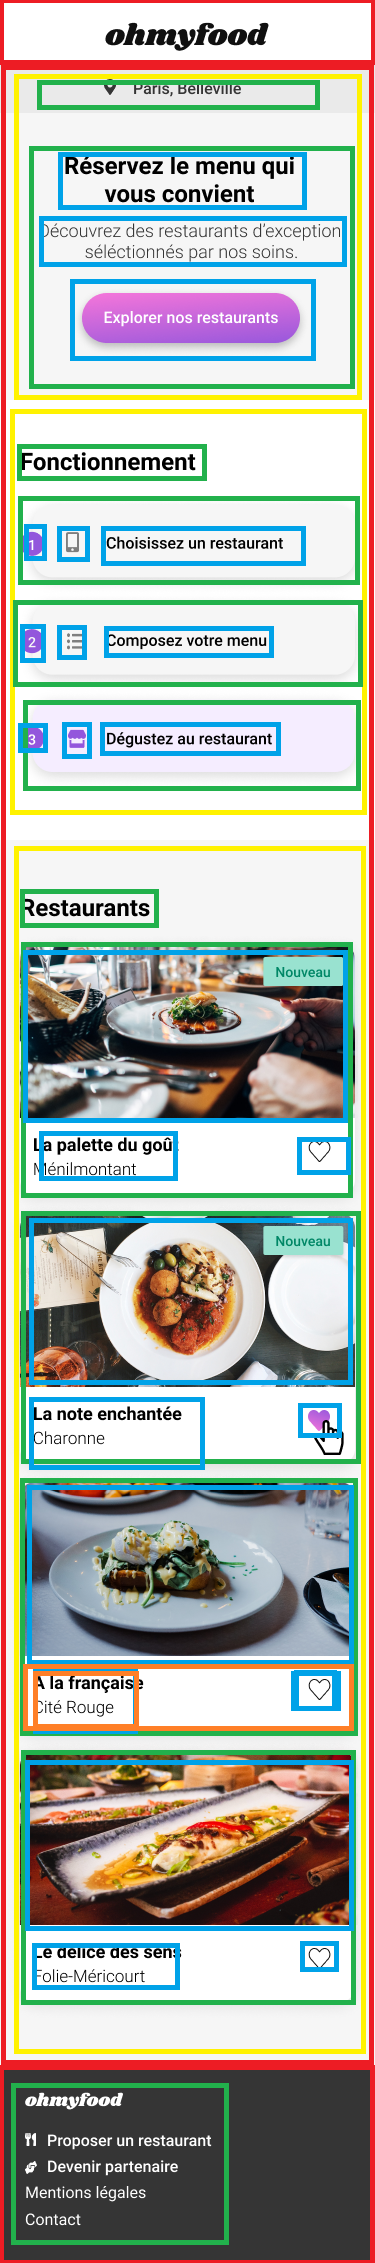 ohmyfood
Paris, Belleville
Réservez le menu qui
vous convient
Découvrez des restaurants d'exception
séléctionnés par nos soins.
Explorer nos restaurants
Fonctionnement
1 Choisissez un restaurant
2 Composez votre menu
3 Dégustez au restaurant
Restaurants
Nouveau
La palette du goût
Ménilmontant
Nouveau
La note enchantée
Charonne
À la française
Cité Rouge
Le délice des sens
Folie-Méricourt
ohmyfood
Proposer un restaurant
Devenir partenaire
Mentions légales
Contact